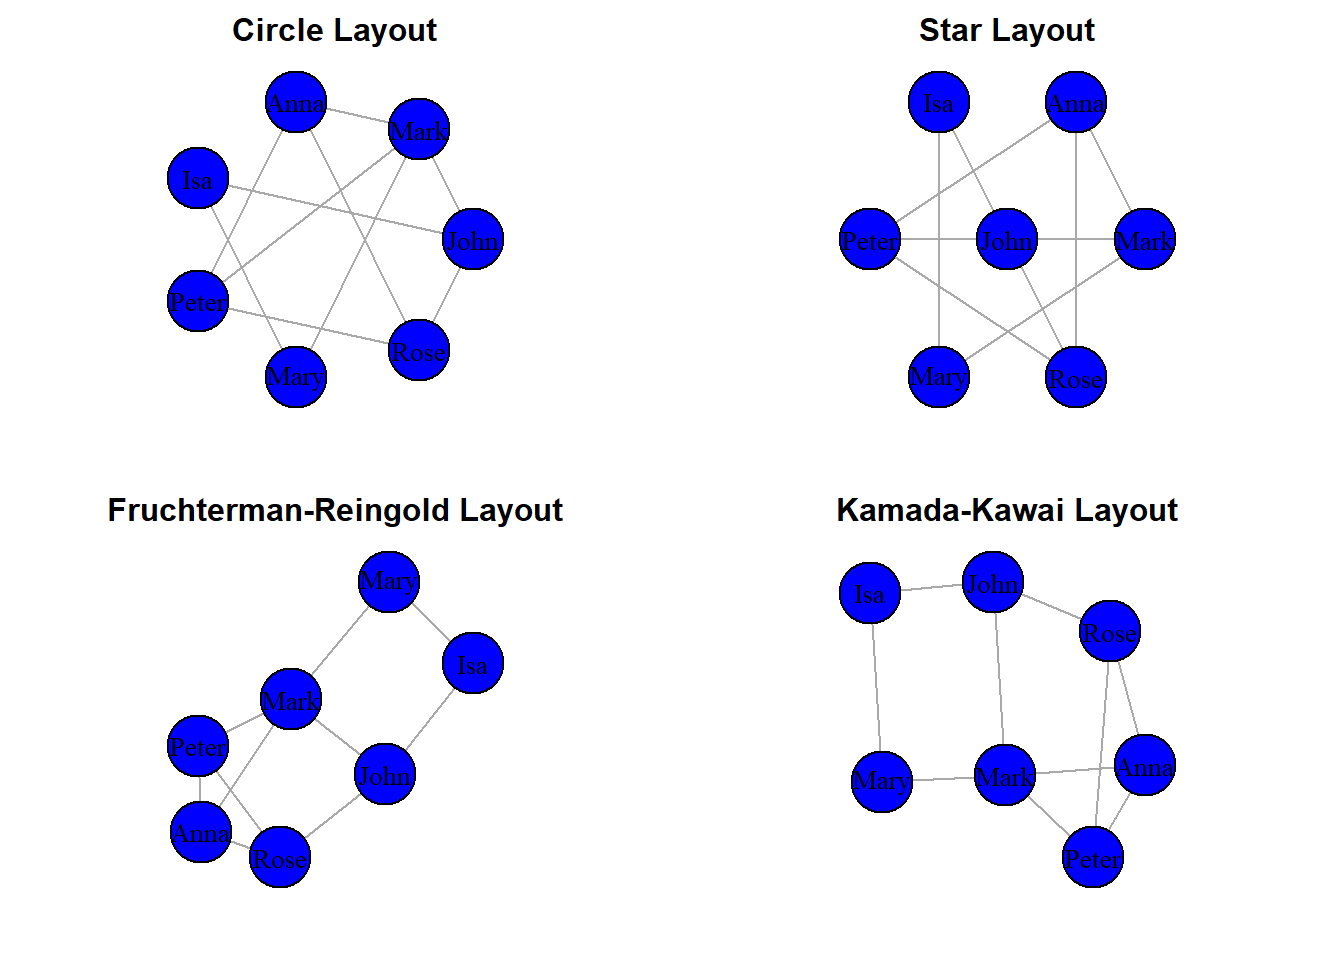 Circle Layout
Anna
Mark
Isa
John
Peter
Rose
Mary
Star Layout
Isa
Anna
Peter
John
Mark
Mary
Rose
Fruchterman-Reingold Layout
Mary
Isa
Mark
Peter
John
Anna
Rose
Kamada-Kawai Layout
Isa
John
Rose
Mary
Mark
Anna
Peter